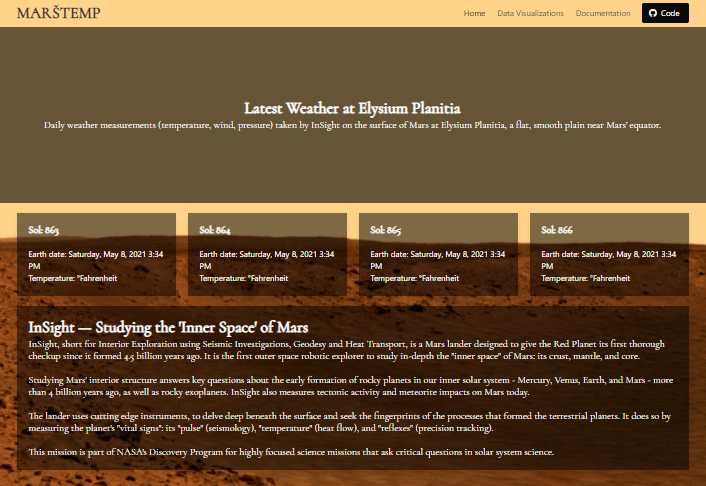 MARŠTEMP
Home Data Visualizations Documentation Code
Latest Weather at Elysium Planitia
Daily weather measurements (temperature, wind, pressure) taken by InSight on the surface of Mars at Elysium Planitia, a flat, smooth plain near Mars' equator.
Sol: 863
Earth date: Saturday, May 8, 2021 3:34
PM
Temperature: °Fahrenheit
Sol: 864
Earth date: Saturday, May 8, 2021 3:34
PM
Temperature: °Fahrenheit
Sol: 865
Earth date: Saturday, May 8, 2021 3:34
PM
Temperature: °Fahrenheit
Sol: 866
Earth date: Saturday, May 8, 2021 3:34
PM
Temperature: °Fahrenheit
InSight — Studying the 'Inner Space' of Mars
InSight, short for Interior Exploration using Seismic Investigations, Geodesy and Heat Transport, is a Mars lander designed to give the Red Planet its first thorough
checkup since it formed 4.5 billion years ago. It is the first outer space robotic explorer to study in-depth the "inner space" of Mars: its crust, mantle, and core.
Studying Mars' interior structure answers key questions about the early formation of rocky planets in our inner solar system - Mercury, Venus, Earth, and Mars - more
than 4 billion years ago, as well as rocky exoplanets. InSight also measures tectonic activity and meteorite impacts on Mars today.
The lander uses cutting edge instruments, to delve deep beneath the surface and seek the fingerprints of the processes that formed the terrestrial planets. It does so by
measuring the planet's "vital signs": its "pulse" (seismology), "temperature" (heat flow), and "reflexes" (precision tracking).
This mission is part of NASA's Discovery Program for highly focused science missions that ask critical questions in solar system science.